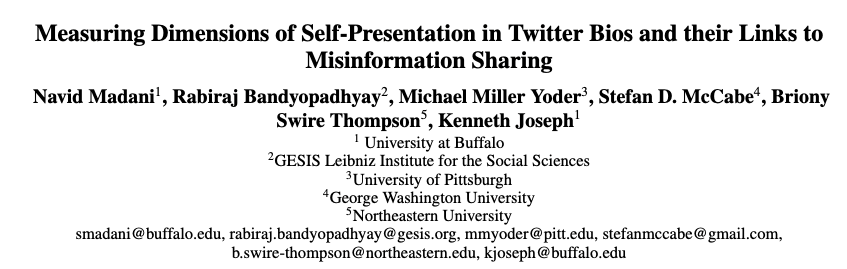 Measuring Dimensions of Self-Presentation in Twitter Bios and their Links to
Misinformation Sharing
Navid Madani¹, Rabiraj Bandyopadhyay², Michael Miller Yoder³, Stefan D. McCabe⁴, Briony
Swire Thompson⁵, Kenneth Joseph¹
¹ University at Buffalo
²GESIS Leibniz Institute for the Social Sciences
³University of Pittsburgh
⁴George Washington University
⁵Northeastern University
smadani@buffalo.edu, rabiraj.bandyopadhyay@gesis.org, mmyoder@pitt.edu, stefanmccabe@gmail.com,
b.swire-thompson@northeastern.edu, kjoseph@buffalo.edu